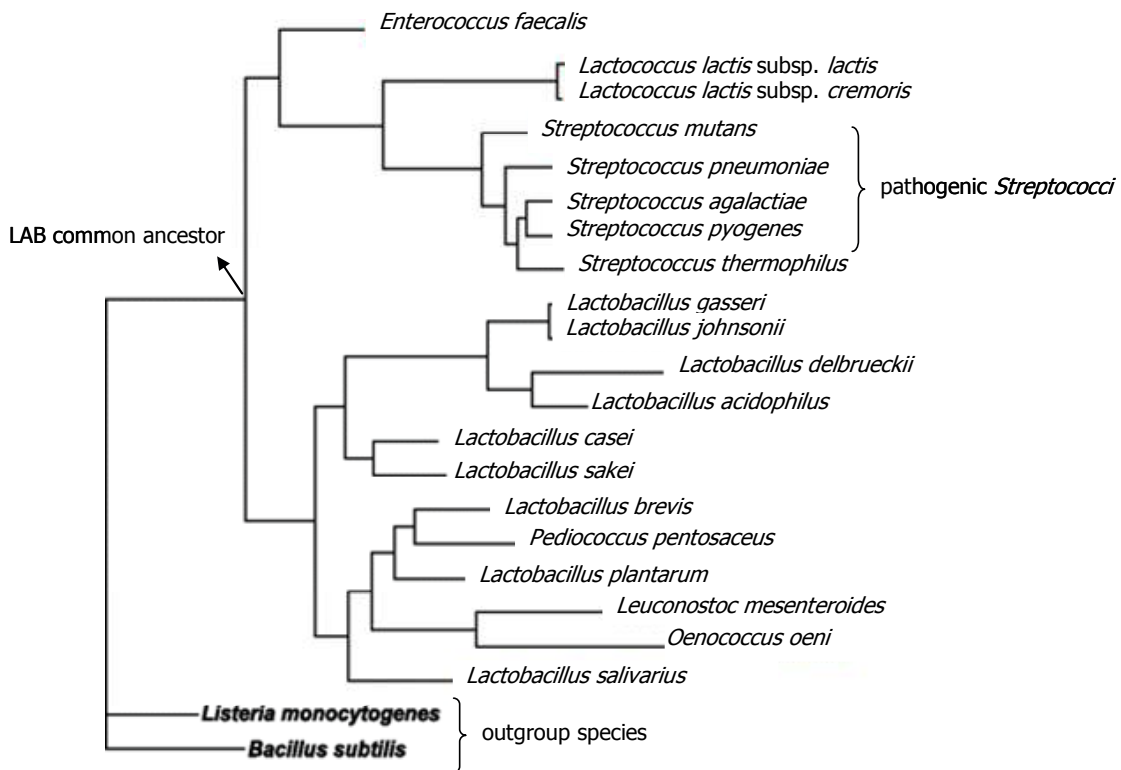 Enterococcus faecalis
Lactococcus lactis subsp. lactis
Lactococcus lactis subsp. cremoris
Streptococcus mutans
Streptococcus pneumoniae
pathogenic Streptococci
Streptococcus agalactiae
Streptococcus pyogenes
LAB common ancestor
Streptococcus thermophilus
Lactobacillus gasseri
Lactobacillus johnsonii
Lactobacillus delbrueckii
Lactobacillus acidophilus
Lactobacillus casei
Lactobacillus sakei
Lactobacillus brevis
Pediococcus pentosaceus
Lactobacillus plantarum
Leuconostoc mesenteroides
Oenococcus oeni
Lactobacillus salivarius
Listeria monocytogenes
outgroup species
Bacillus subtilis